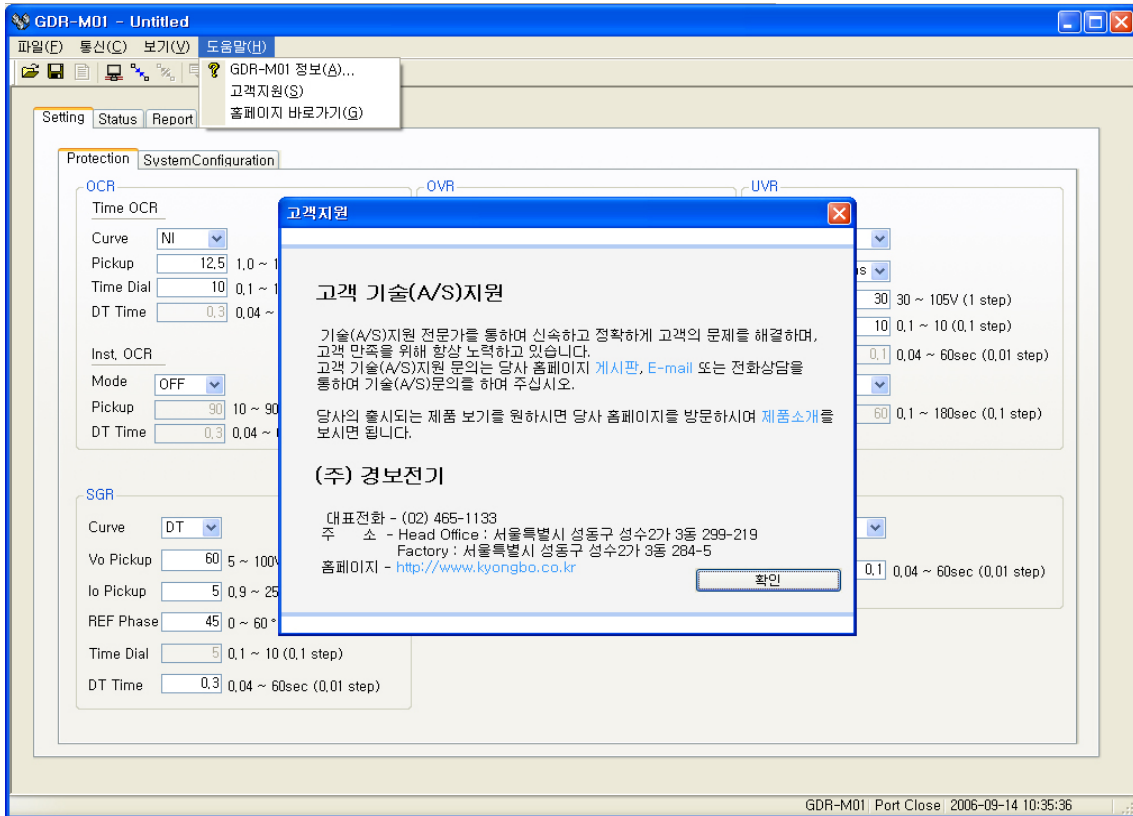 GDR-M01 - Untitled
파일(F) 통신(C) 보기(V) 도움말(H)
GDR-M01 정보(A)...
고객지원(S)
홈페이지 바로가기(G)
Setting Status Report
Protection SystemConfiguration
OCR OVR UVR
Time OCR
고객지원
Curve NI
Pickup 12,5 1,0 ~ 1
Time Dial 10 0,1 ~ 1
30 30 ~ 105V (1 step)
DT Time 0,3 0,04 ~
10 0,1 ~ 10 (0,1 step)
Inst, OCR
0,1 0,04 ~ 60sec (0,01 step)
Mode OFF
Pickup 90 10 ~ 90
60 0,1 ~ 180sec (0,1 step)
DT Time 0,3 0,04 ~
고객 기술(A/S)지원
기술(A/S)지원 전문가를 통하여 신속하고 정확하게 고객의 문제를 해결하며,
고객 만족을 위해 항상 노력하고 있습니다.
고객 기술(A/S)지원 문의는 당사 홈페이지 게시판, E-mail 또는 전화상담을
통하여 기술(A/S)문의를 하여 주십시오.
당사의 출시되는 제품 보기를 원하시면 당사 홈페이지를 방문하시여 제품소개를
보시면 됩니다.
(주) 경보전기
대표전화 - (02) 465-1133
주 소 - Head Office : 서울특별시 성동구 성수2가 3동 299-219
Factory : 서울특별시 성동구 성수2가 3동 284-5
홈페이지 - http://www.kyongbo.co.kr
확인
SGR
Curve DT
Vo Pickup 60 5 ~ 100V
Io Pickup 5 0,9 ~ 25
0,1 0,04 ~ 60sec (0,01 step)
REF Phase 45 0 ~ 60 °
Time Dial 5 0,1 ~ 10 (0,1 step)
DT Time 0,3 0,04 ~ 60sec (0,01 step)
GDR-M01 Port Close 2006-09-14 10:35:36